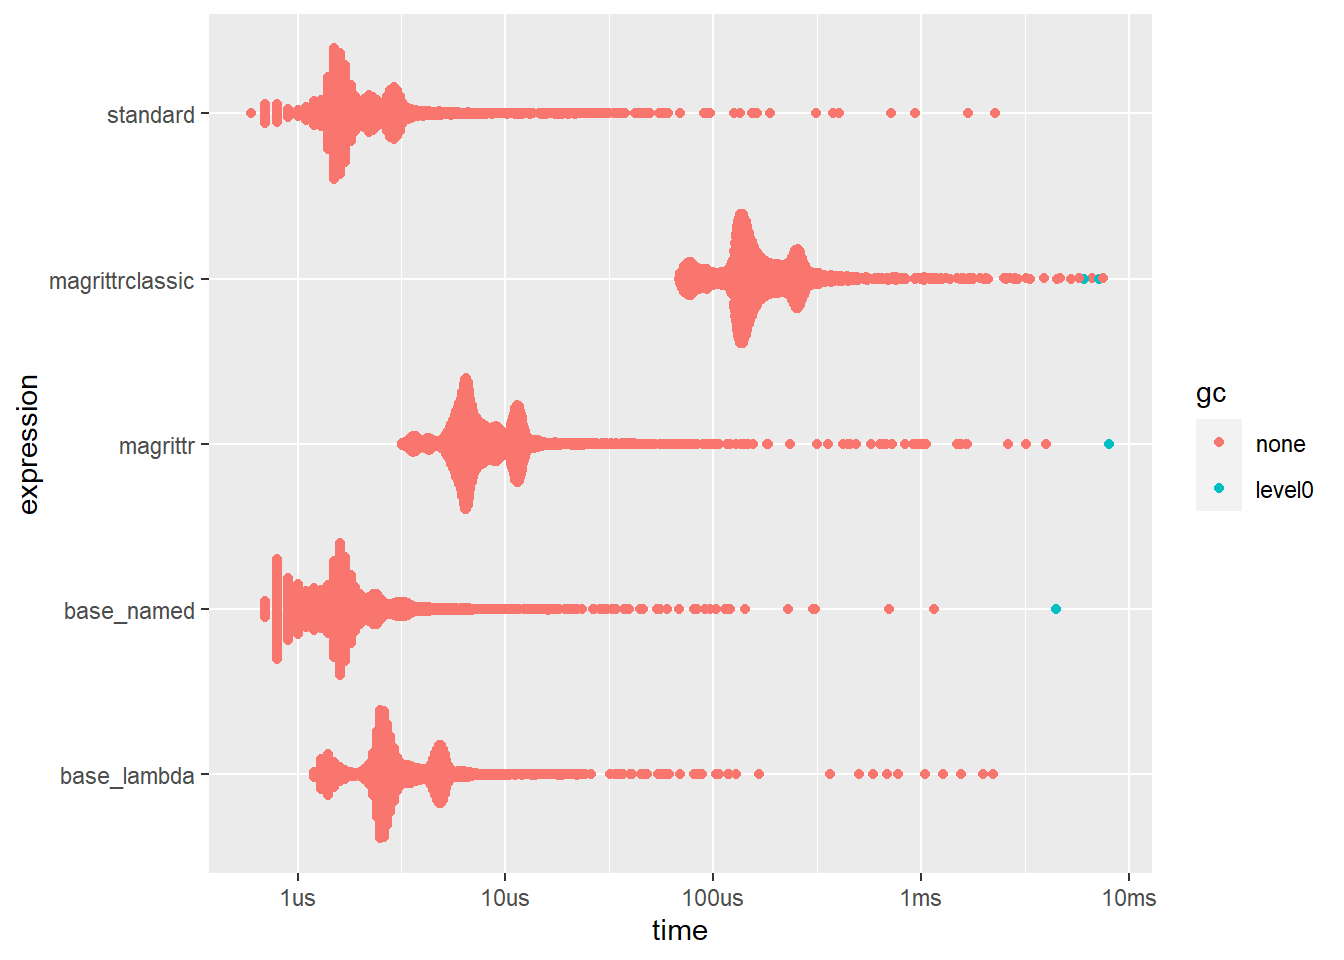 standard
magrittrclassic
magrittr
base_named
base_lambda
expression
1us
10us
100us
1ms
10ms
time
gc
none
level0